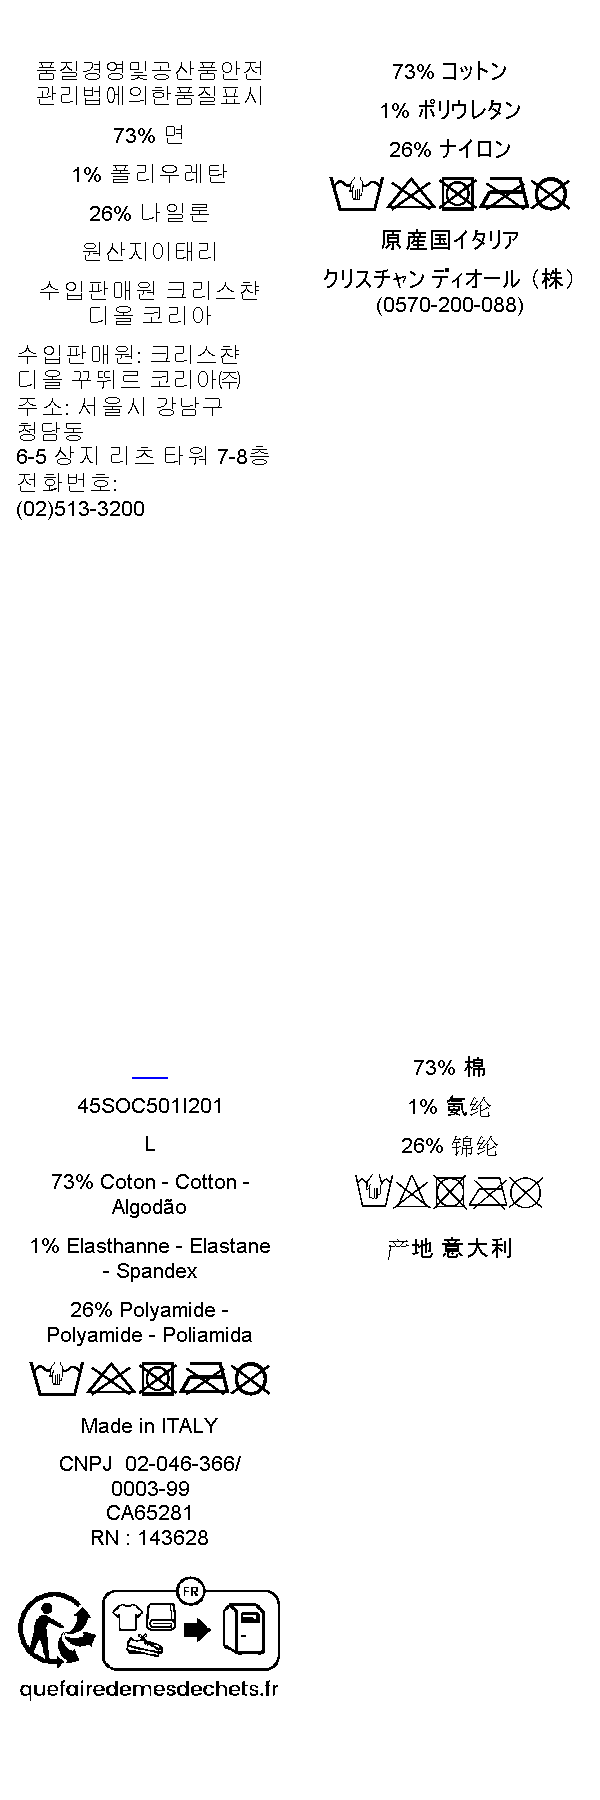 품질경영및공산품안전
관리법에의한품질표시
73% 면
1% 폴리우레탄
26% 나일론
원산지이태리
수입판매원 크리스챤
디올 코리아
수입판매원: 크리스챤
디올 꾸뛰르 코리아㈜
주소: 서울시 강남구
청담동
6-5 상지 리츠 타워 7-8층
전화번호:
(02)513-3200
73% コットン
1% ポリウレタン
26% ナイロン
原産国イタリア
クリスチャン ディオール（株）
(0570-200-088)
45SOC501I201
L
73% Coton - Cotton -
Algodão
1% Elasthanne - Elastane
- Spandex
26% Polyamide -
Polyamide - Poliamida
Made in ITALY
CNPJ 02-046-366/
0003-99
CA65281
RN : 143628
FR
quefairedemesdechets.fr
73% 棉
1% 氨纶
26% 锦纶
产地 意大利